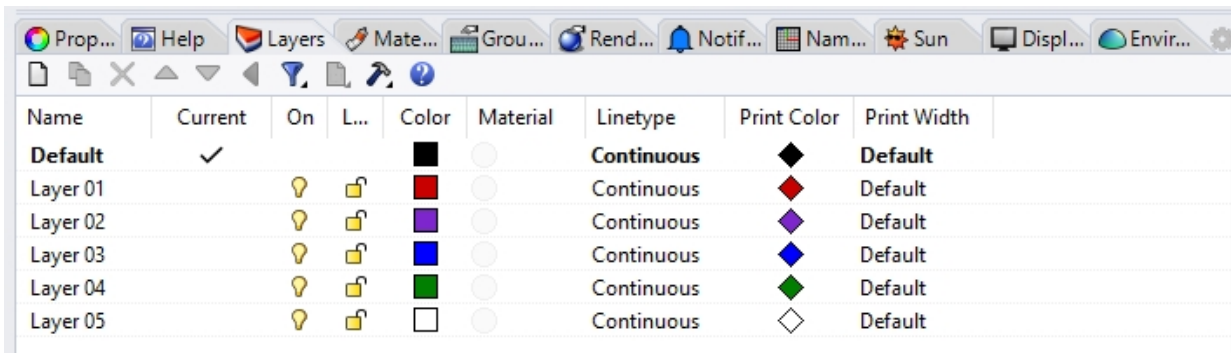 Prop... Help Layers Mate... Grou... Rend... Notif... Nam... Sun Displ... Envir...
Name Current On L... Color Material Linetype Print Color Print Width
Default Continuous Default
Layer 01 Continuous Default
Layer 02 Continuous Default
Layer 03 Continuous Default
Layer 04 Continuous Default
Layer 05 Continuous Default